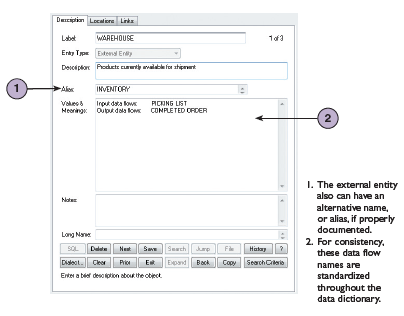 Description Locations Links
Label: WAREHOUSE 1 of 3
Entry Type: External Entity
Description: Products currently available for shipment
1
Alias: INVENTORY
Values & Meanings: Input data flows: PICKING LIST
Output data flows: COMPLETED ORDER
2
Notes:
Long Name:
SQL Delete Next Save Search Jump File History ?
Dialect... Clear Prior Exit Expand Back Copy Search Criteria
Enter a brief description about the object.
1. The external entity
also can have an
alternative name,
or alias, if properly
documented.
2. For consistency,
these data flow
names are
standardized
throughout the
data dictionary.